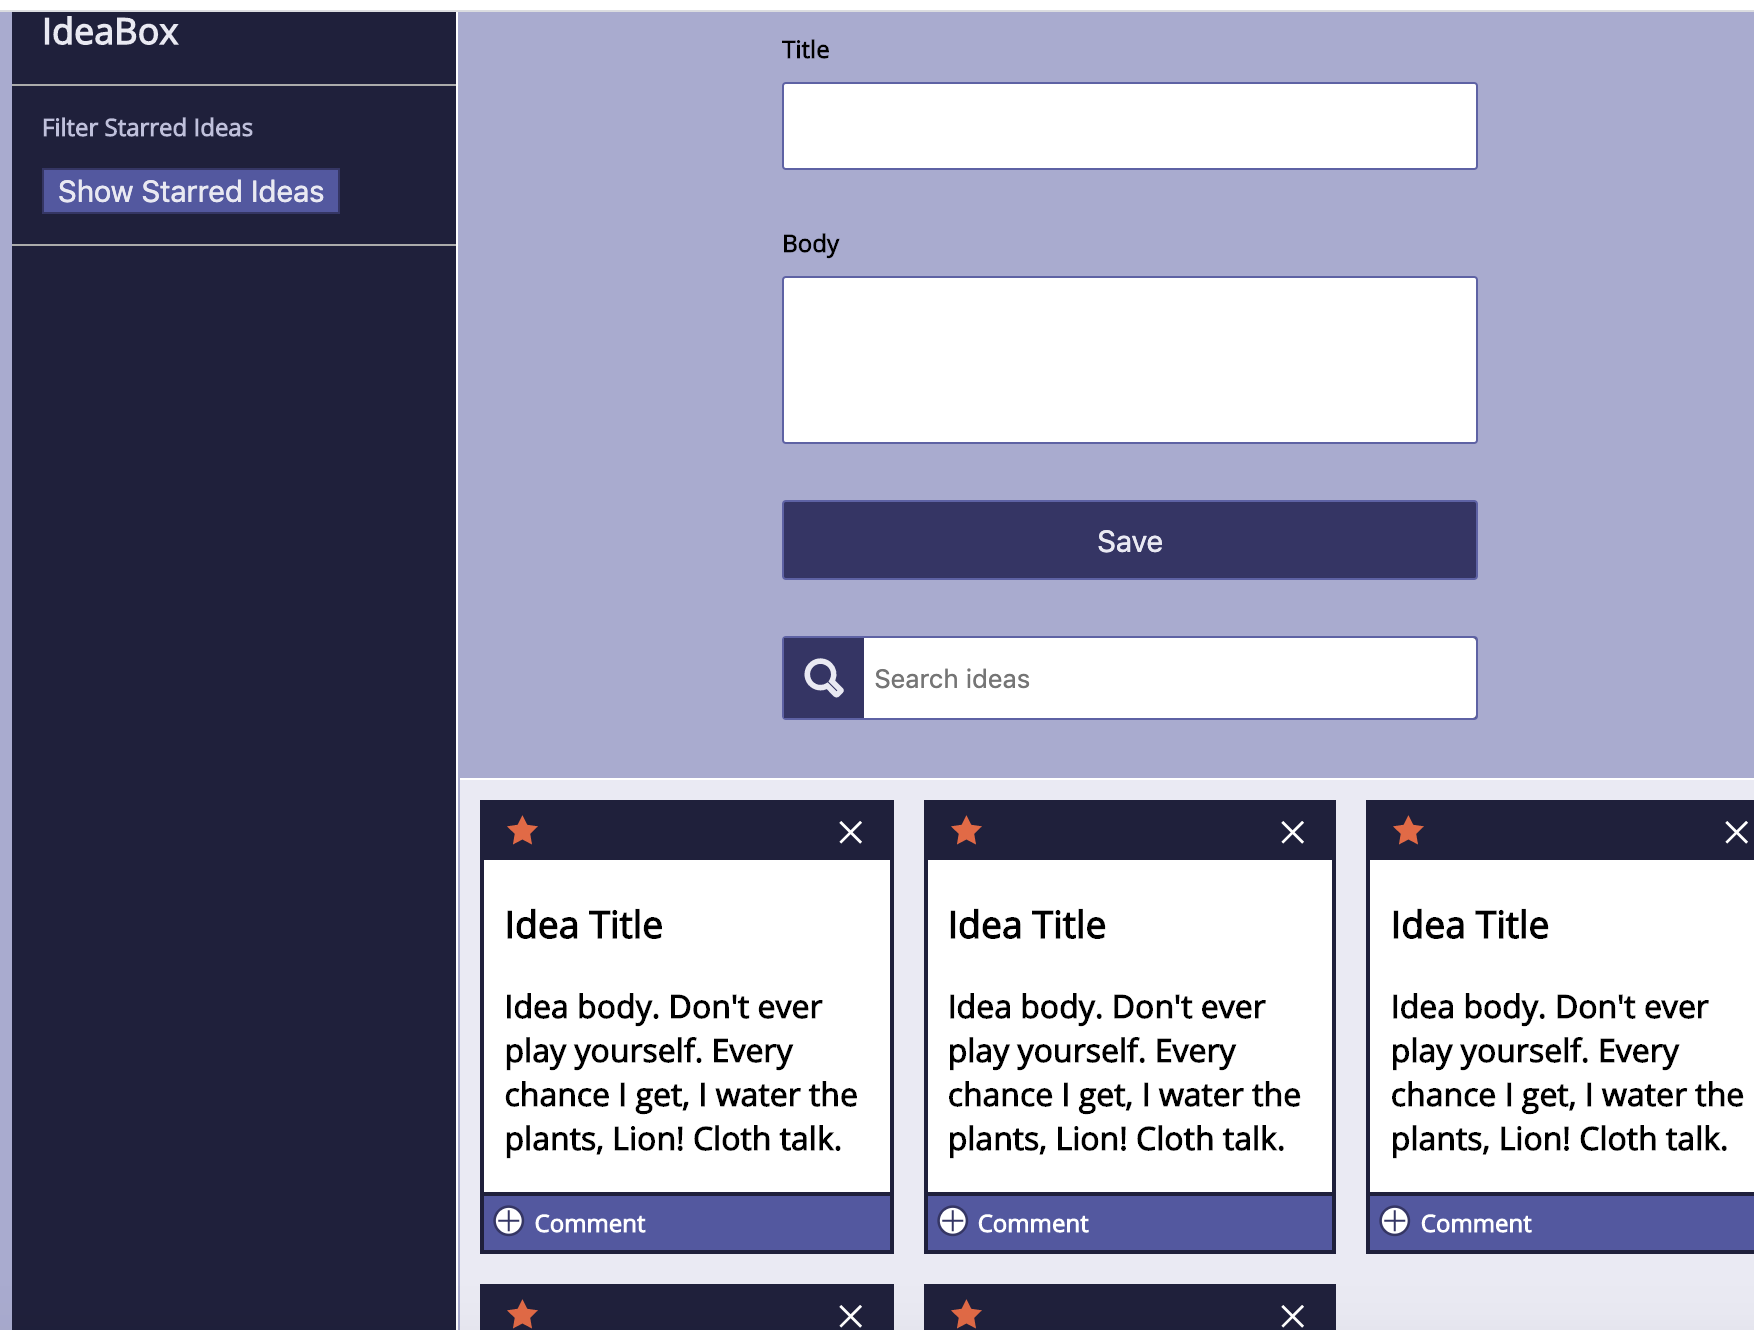 IdeaBox
Filter Starred Ideas
Show Starred Ideas
Title
Body
Save
Search ideas
Idea Title
Idea body. Don't ever
play yourself. Every
chance I get, I water the
plants, Lion! Cloth talk.
Comment
Idea Title
Idea body. Don't ever
play yourself. Every
chance I get, I water the
plants, Lion! Cloth talk.
Comment
Idea Title
Idea body. Don't ever
play yourself. Every
chance I get, I water the
plants, Lion! Cloth talk.
Comment